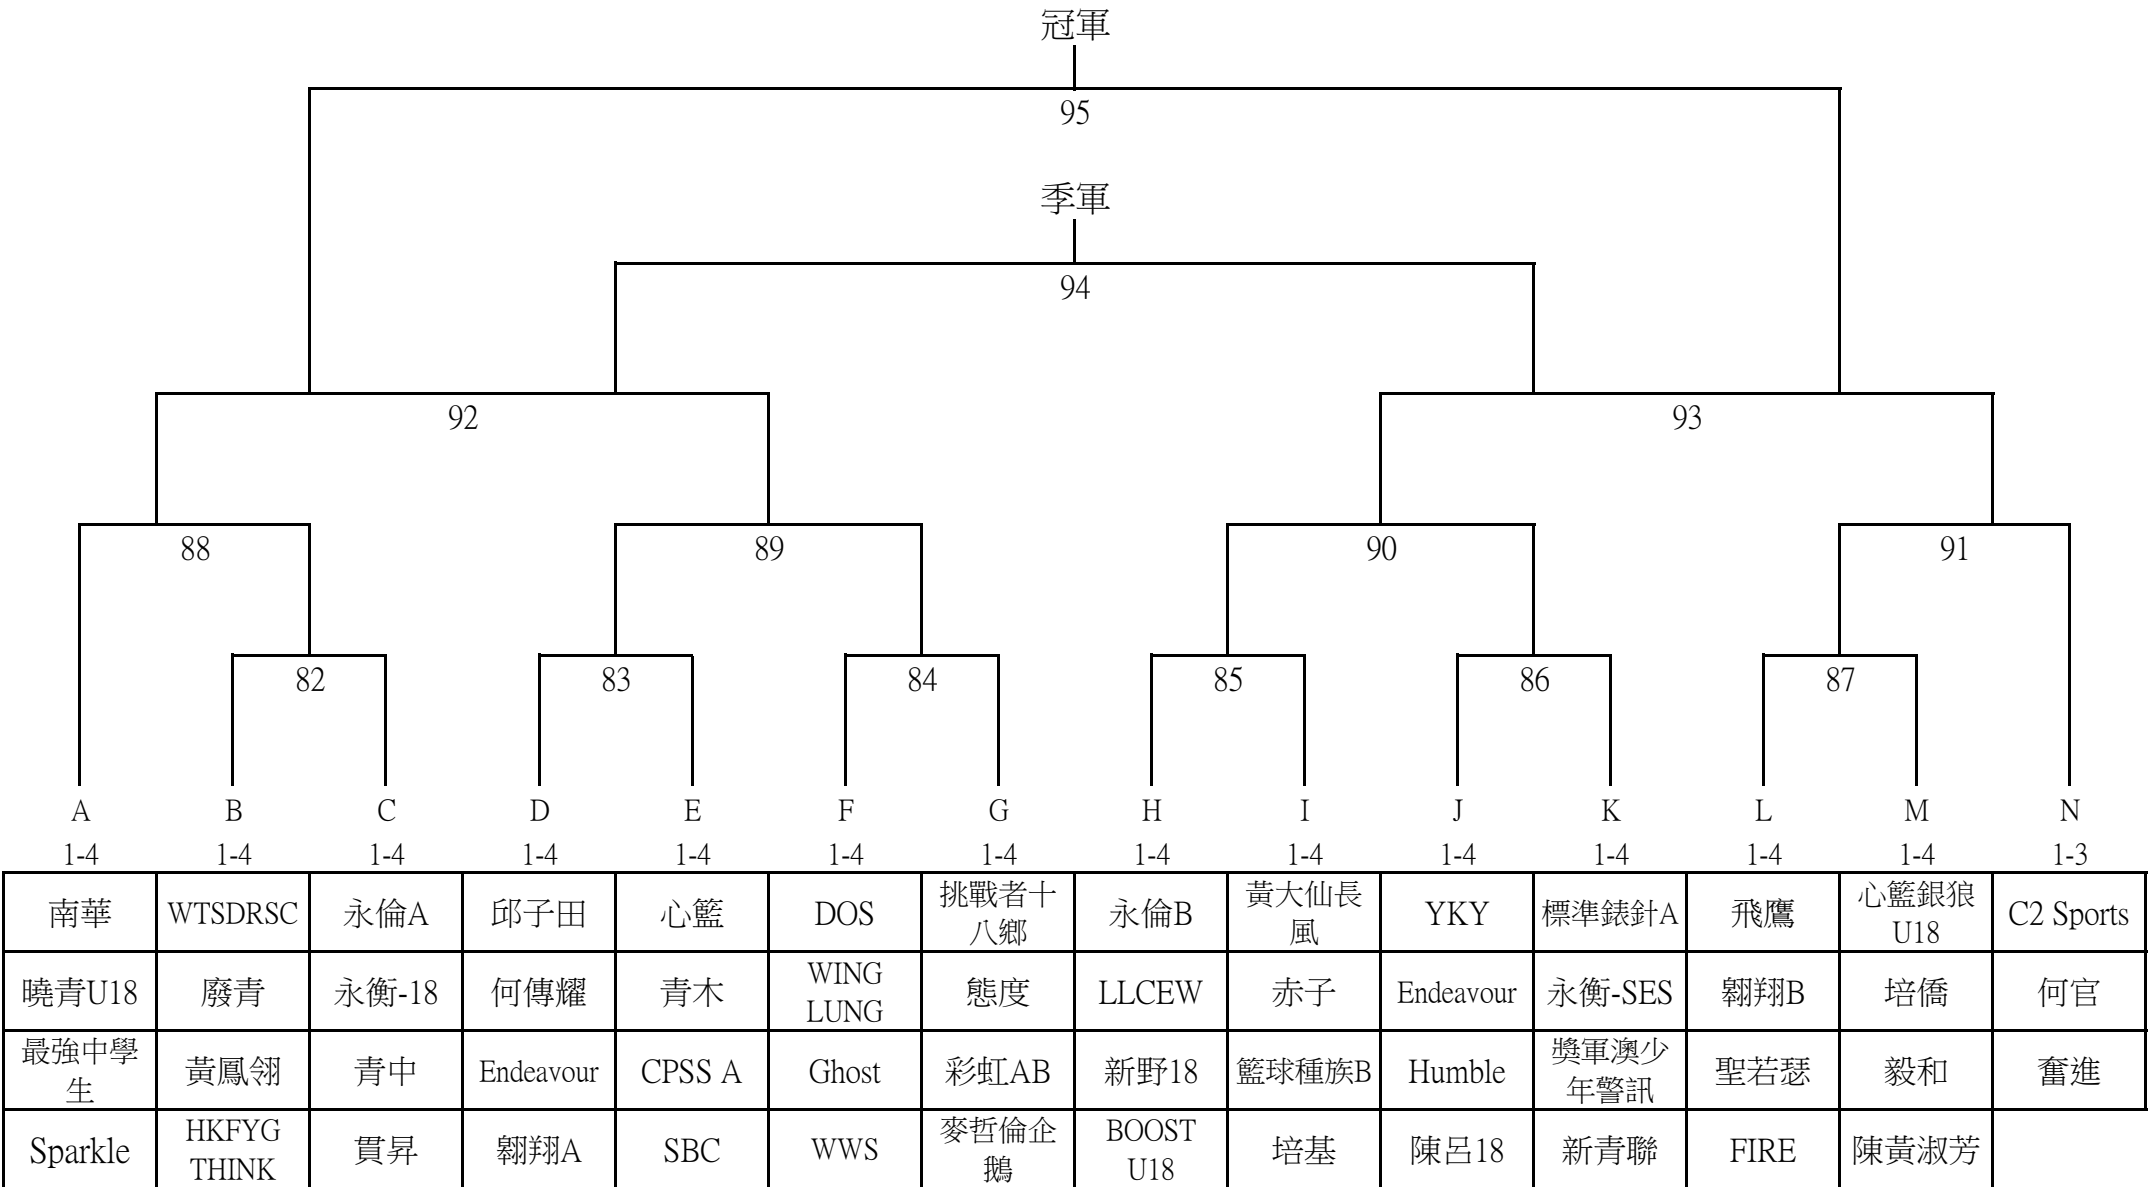 冠軍
95
季軍
94
92 93
88 89 90 91
82 83 84 85 86 87
A B C D E F G H I J K L M N
1-4 1-4 1-4 1-4 1-4 1-4 1-4 1-4 1-4 1-4 1-4 1-4 1-4 1-3
南華 WTSDRSC 永倫A 邱子田 心籃 DOS 挑戰者十八鄉 永倫B 黃大仙長風 YKY 標準錶針A 飛鷹 心籃銀狼U18 C2 Sports
曉青U18 廢青 永衡-18 何傳耀 青木 WING LUNG 態度 LLCEW 赤子 Endeavour 永衡-SES 翱翔B 培僑 何官
最強中學生 黃鳳翎 青中 Endeavour CPSS A Ghost 彩虹AB 新野18 籃球種族B Humble 獎軍澳少年警訊 聖若瑟 毅和 奮進
Sparkle HKFYG THINK 貫昇 翱翔A SBC WWS 麥哲倫企鵝 BOOST U18 培基 陳呂18 新青聯 FIRE 陳黃淑芳